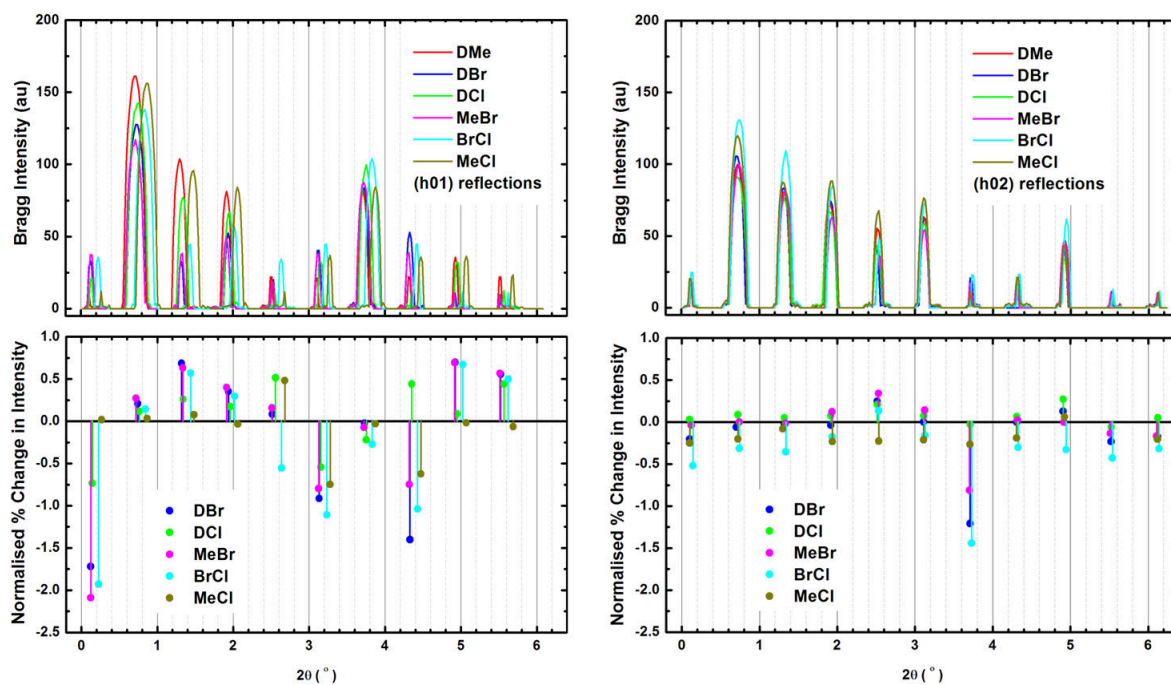 200
150
100
50
0
Bragg Intensity (au)
DMe
DBr
DCl
MeBr
BrCl
MeCl
(h01) reflections
1.0
0.5
0.0
-0.5
-1.0
-1.5
-2.0
-2.5
Normalised % Change in Intensity
DBr
DCl
MeBr
BrCl
MeCl
0 1 2 3 4 5 6
2θ ( ° )
200
150
100
50
0
Bragg Intensity (au)
DMe
DBr
DCl
MeBr
BrCl
MeCl
(h02) reflections
1.0
0.5
0.0
-0.5
-1.0
-1.5
-2.0
-2.5
Normalised % Change in Intensity
DBr
DCl
MeBr
BrCl
MeCl
0 1 2 3 4 5 6
2θ ( ° )